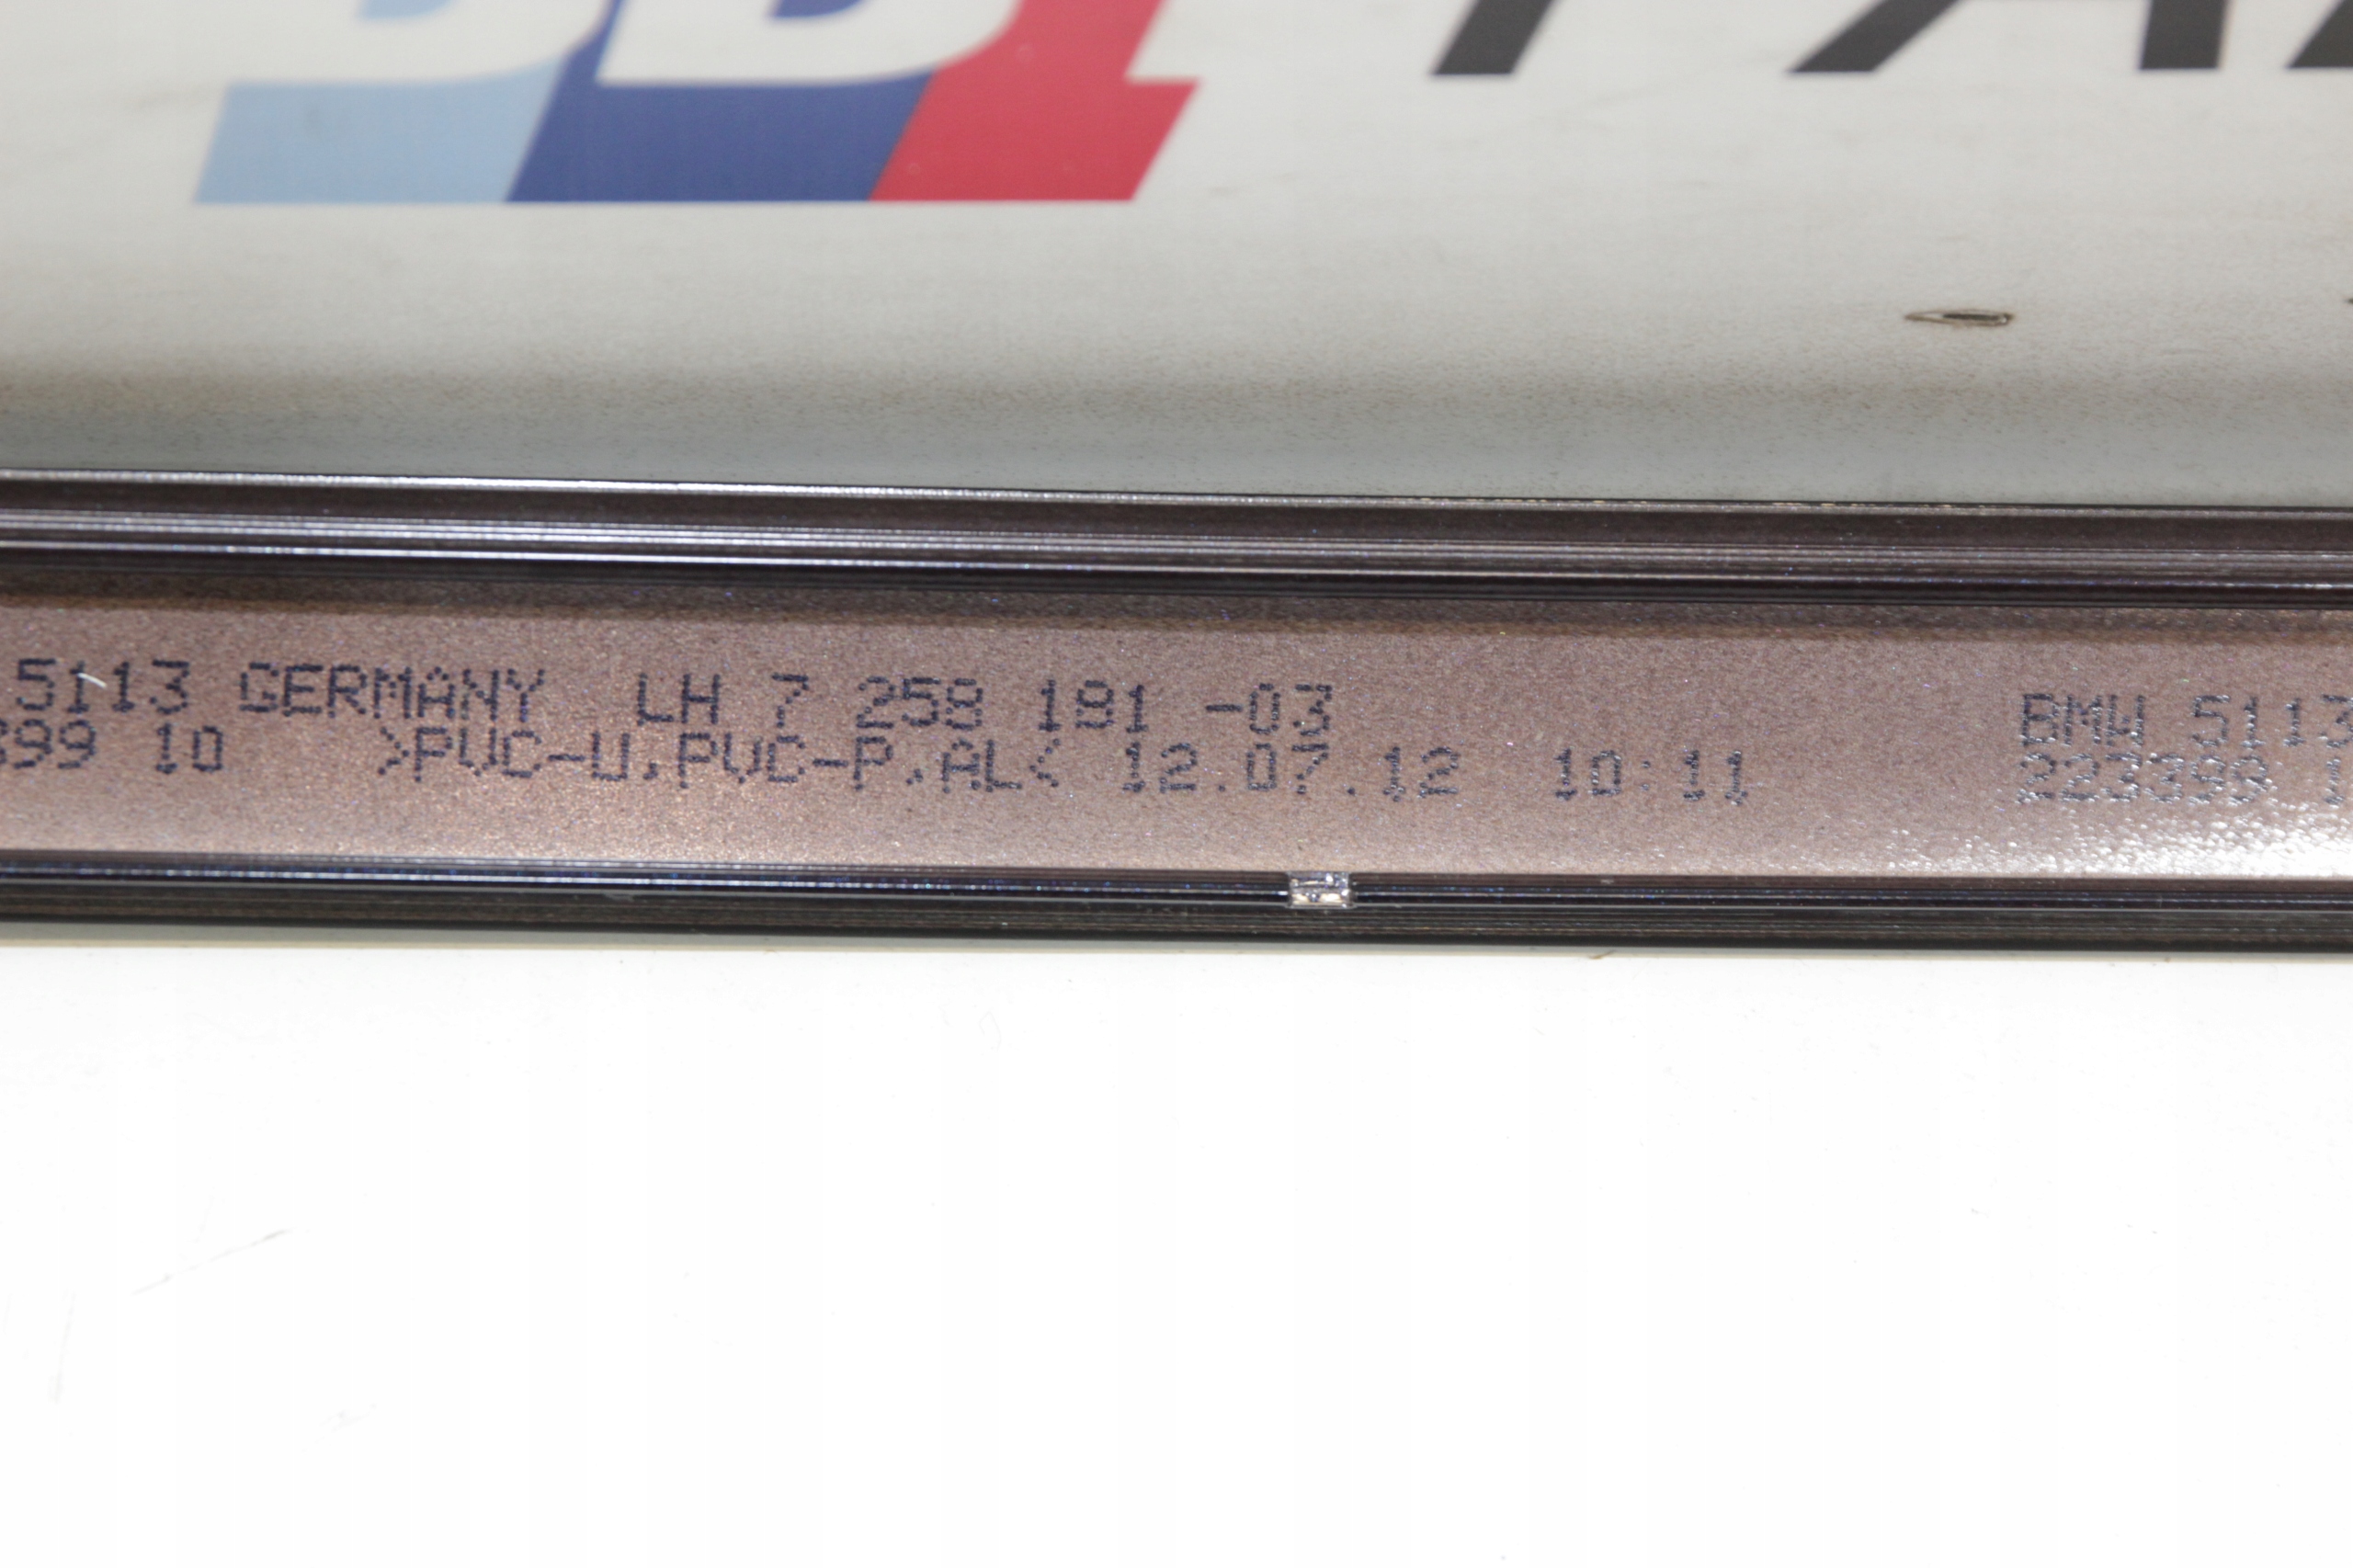 5113 GERMANY LH 7 258 181 -03 BMW 5113
399 10 >PVC-U,PVC-P,AL< 12.07.12 10:11 223399